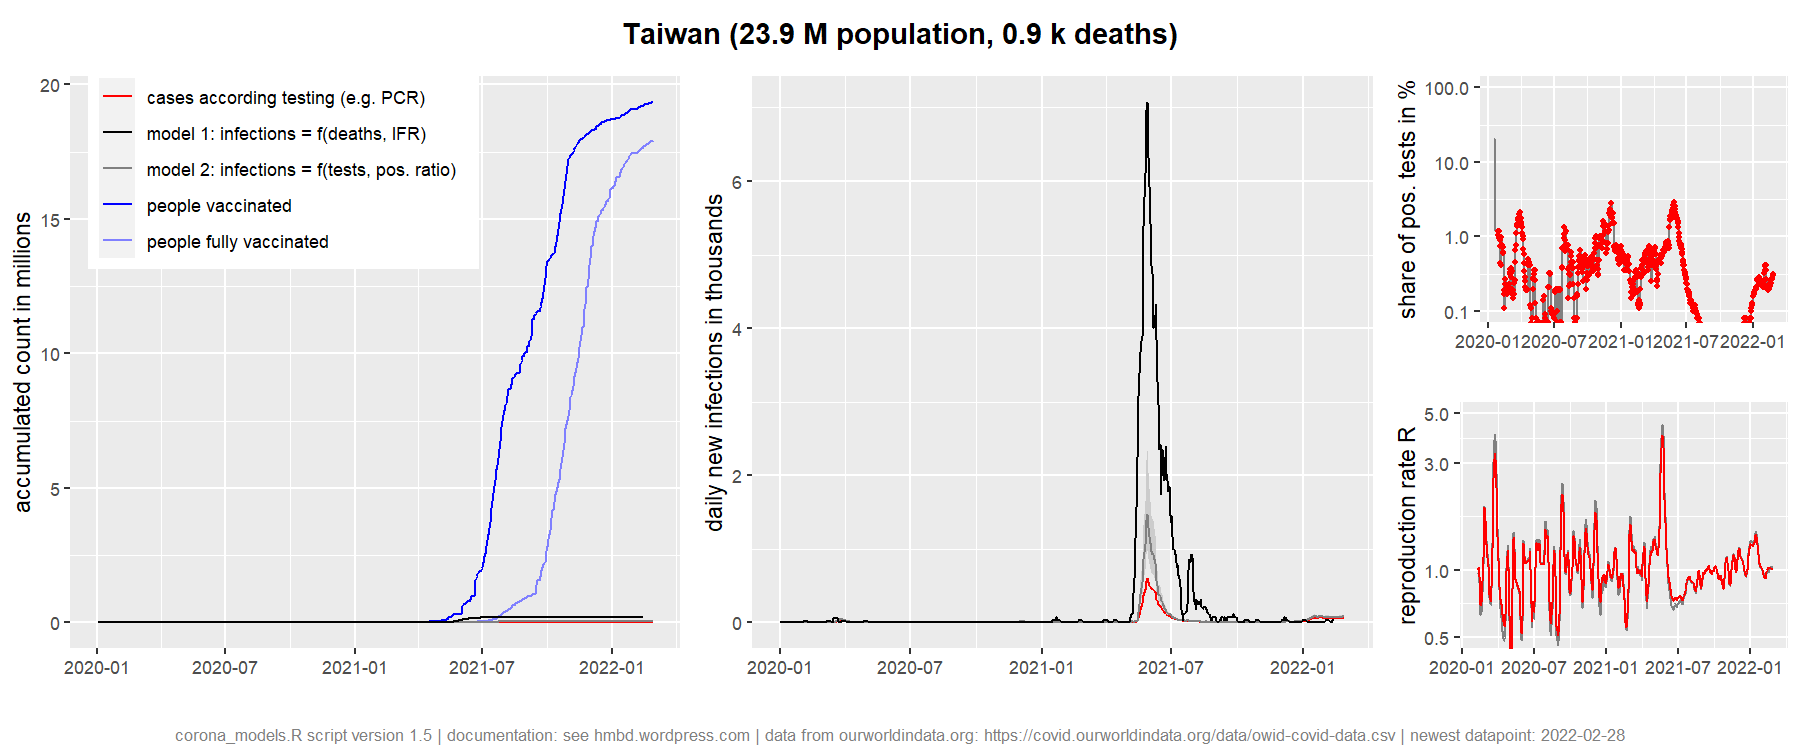 Taiwan (23.9 M population, 0.9 k deaths)
accumulated count in millions
20
15
10
5
0
cases according testing (e.g. PCR)
model 1: infections = f(deaths, IFR)
model 2: infections = f(tests, pos. ratio)
people vaccinated
people fully vaccinated
2020-01 2020-07 2021-01 2021-07 2022-01
daily new infections in thousands
6
4
2
0
2020-01 2020-07 2021-01 2021-07 2022-01
share of pos. tests in %
100.0
10.0
1.0
0.1
2020-01 2020-07 2021-01 2021-07 2022-01
reproduction rate R
5.0
3.0
1.0
0.5
2020-01 2020-07 2021-01 2021-07 2022-01
corona_models.R script version 1.5 | documentation: see hmbd.wordpress.com | data from ourworldindata.org: https://covid.ourworldindata.org/data/owid-covid-data.csv | newest datapoint: 2022-02-28